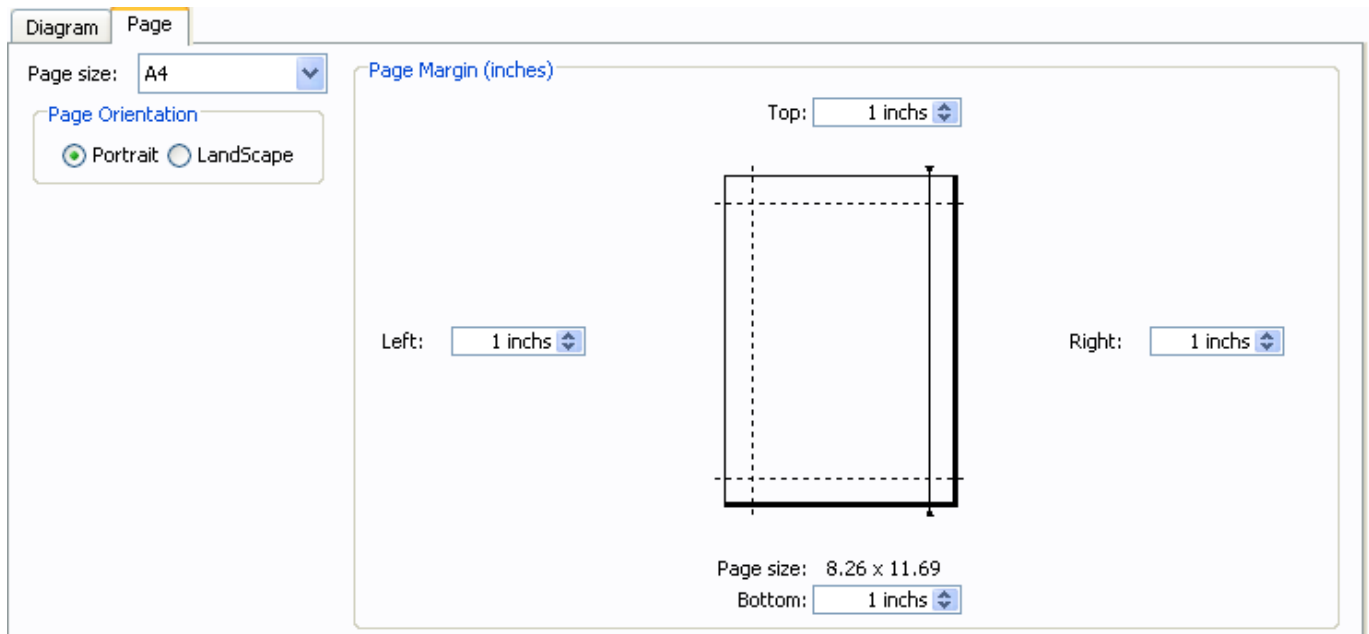 Diagram Page
Page size: A4
Page Margin (inches)
Page Orientation
Top: 1 inchs
Portrait LandScape
Left: 1 inchs
Right: 1 inchs
Page size: 8.26 x 11.69
Bottom: 1 inchs